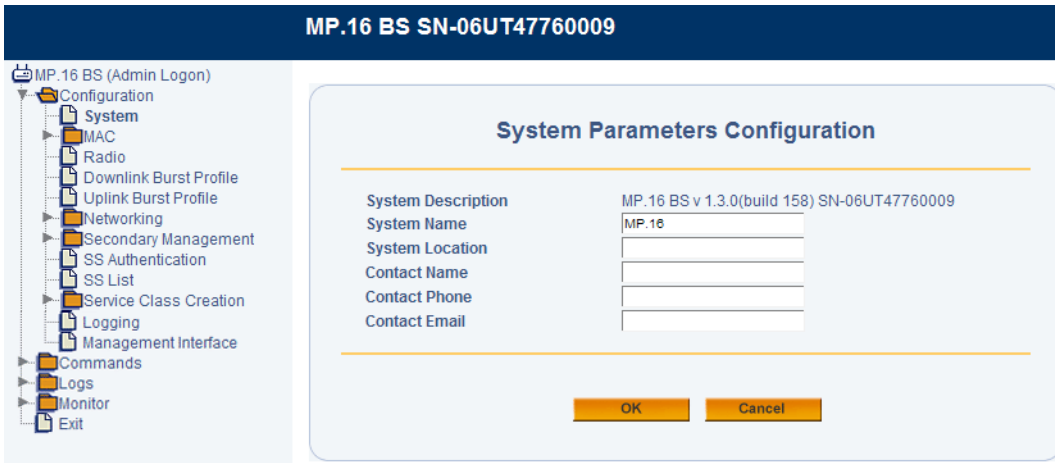 MP.16 BS SN-06UT47760009
MP.16 BS (Admin Logon)
Configuration
System
MAC
Radio
Downlink Burst Profile
Uplink Burst Profile
Networking
Secondary Management
SS Authentication
SS List
Service Class Creation
Logging
Management Interface
Commands
Logs
Monitor
Exit
System Parameters Configuration
System Description MP.16 BS v 1.3.0(build 158) SN-06UT47760009
System Name MP.16
System Location
Contact Name
Contact Phone
Contact Email
OK Cancel